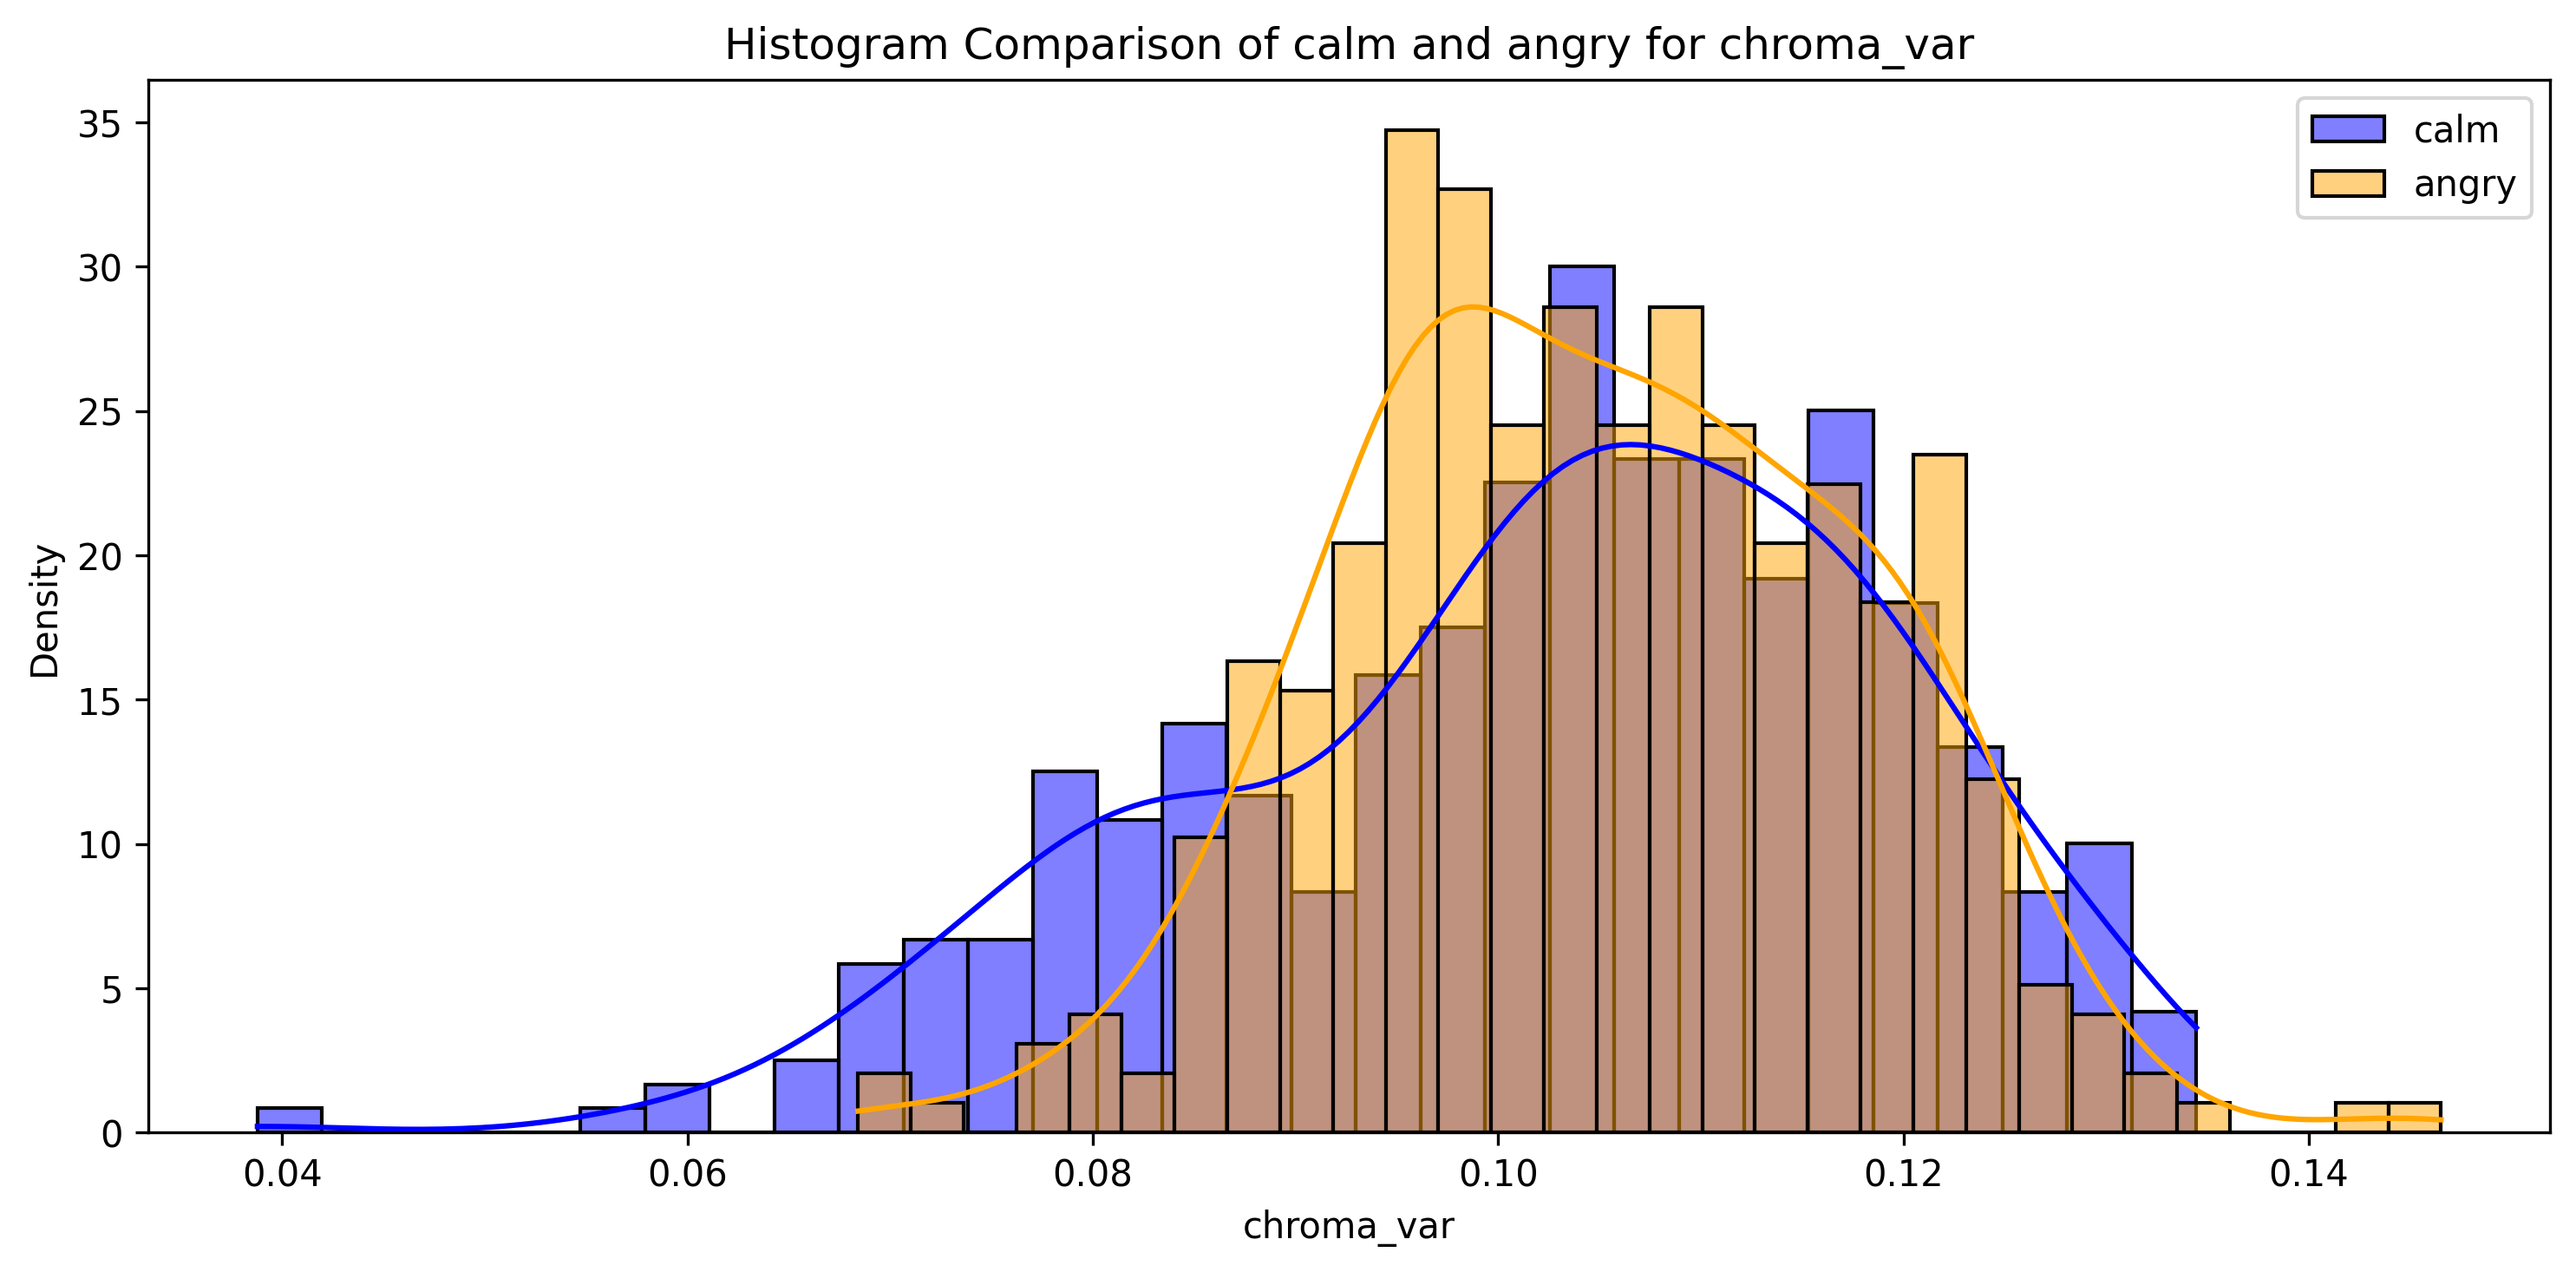 Histogram Comparison of calm and angry for chroma_var
calm
angry
35
30
25
20
15
10
5
0
Density
0.04 0.06 0.08 0.10 0.12 0.14
chroma_var